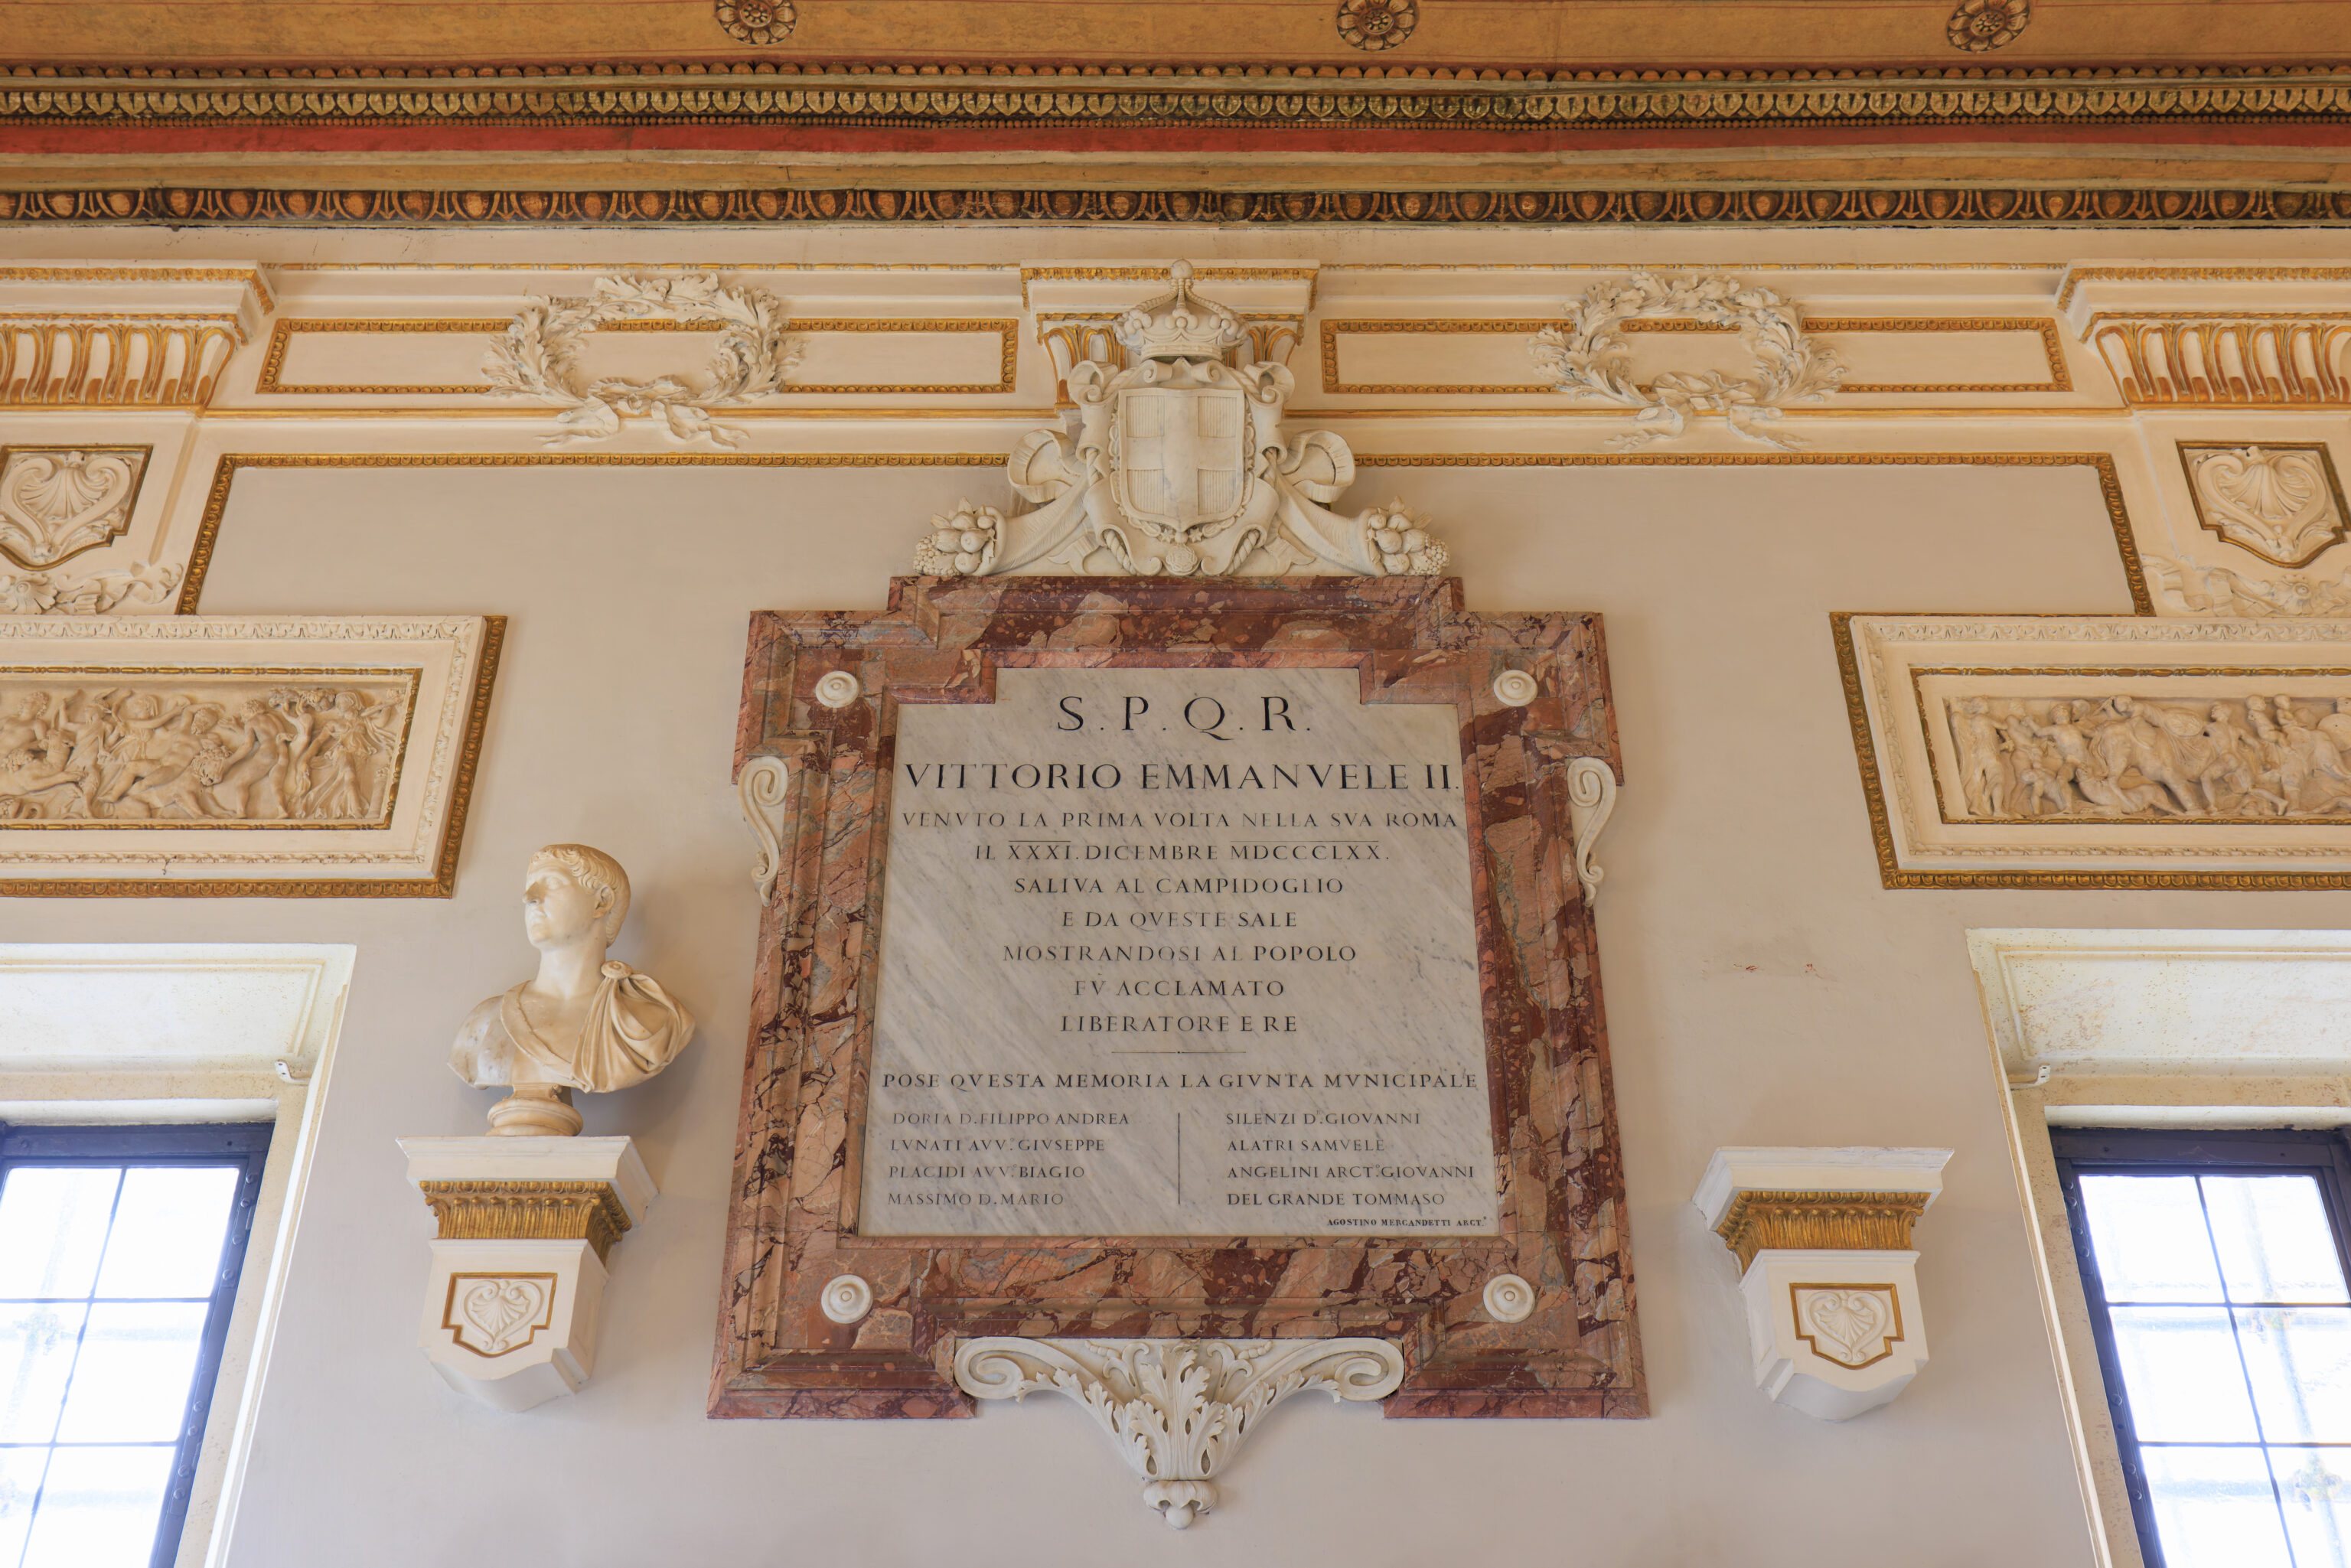 S.P.Q.R.
VITTORIO EMMANVELE II.
VENVTO LA PRIMA VOLTA NELLA SVA ROMA
IL XXXI. DICEMBRE MDCCCLXX.
SALIVA AL CAMPIDOGLIO
E DA QVESTE SALE
MOSTRANDOSI AL POPOLO
FV ACCLAMATO
LIBERATORE E RE
POSE QVESTA MEMORIA LA GIVNTA MVNICIPALE
DORIA D. FILIPPO ANDREA
LVNATI AVV. GIVSEPPE
PLACIDI AVV. BIAGIO
MASSIMO D. MARIO
SILENZI D. GIOVANNI
ALATRI SAMVELE
ANGELINI ARCT. GIOVANNI
DEL GRANDE TOMMASO
AGOSTINO MERCANDETTI ARCT.